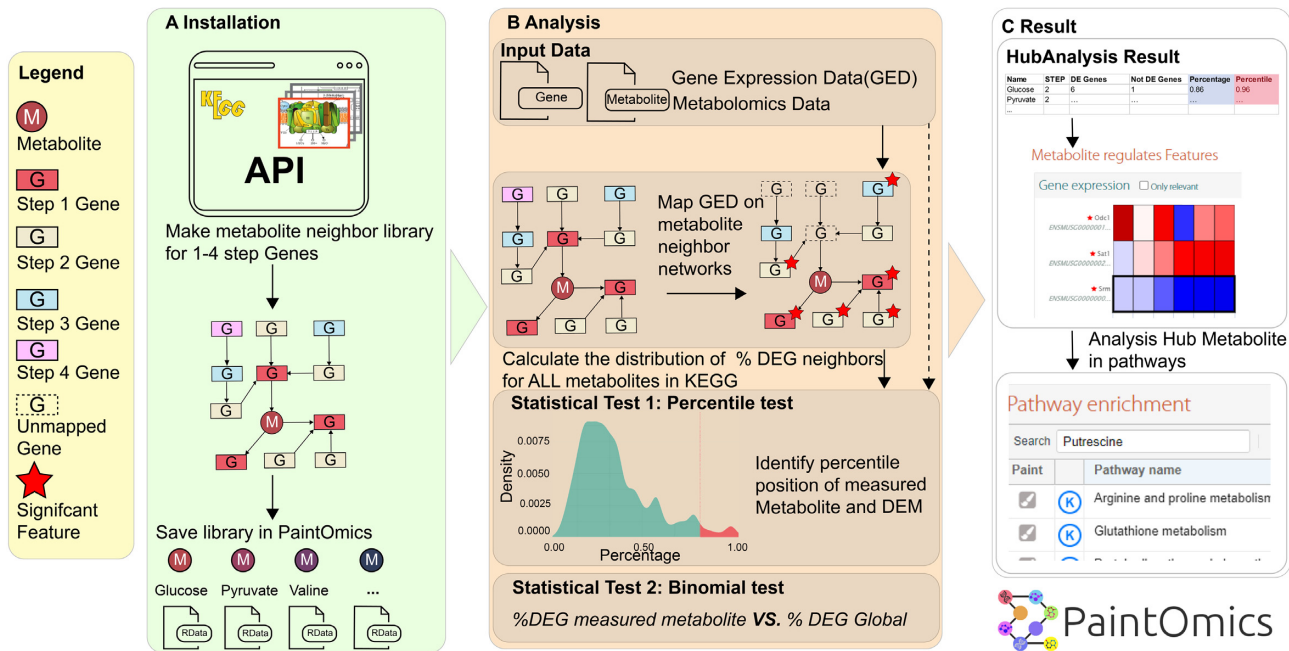 Legend
M
Metabolite
G
Step 1 Gene
G
Step 2 Gene
G
Step 3 Gene
G
Step 4 Gene
G
Unmapped
Gene
Signifcant
Feature
A Installation
KEGG
API
Make metabolite neighbor library
for 1-4 step Genes
G G G
G G G
G
M G
G G G
Save library in PaintOmics
M M M M
Glucose Pyruvate Valine ...
RData RData RData RData
B Analysis
Input Data
Gene
Metabolite
Gene Expression Data(GED)
Metabolomics Data
G G G
G G G
G
M G
G G G
Map GED on
metabolite
neighbor
networks
G G G
G G G
G
M G
G G G
Calculate the distribution of % DEG neighbors
for ALL metabolites in KEGG
Statistical Test 1: Percentile test
Density
0.0075
0.0050
0.0025
0.0000
0.00 0.50 1.00
Percentage
Identify percentile
position of measured
Metabolite and DEM
Statistical Test 2: Binomial test
%DEG measured metabolite VS. % DEG Global
C Result
HubAnalysis Result
Name STEP DE Genes Not DE Genes Percentage Percentile
Glucose 2 6 1 0.86 0.96
Pyruvate 2 ... ... ... ...
...
Metabolite regulates Features
Gene expression Only relevant
Odc1
ENSMUSG0000001...
Sat1
ENSMUSG0000002...
Srm
ENSMUSG0000000...
Analysis Hub Metabolite
in pathways
Pathway enrichment
Search Putrescine
Paint Pathway name
K Arginine and proline metabolism
K Glutathione metabolism
PaintOmics